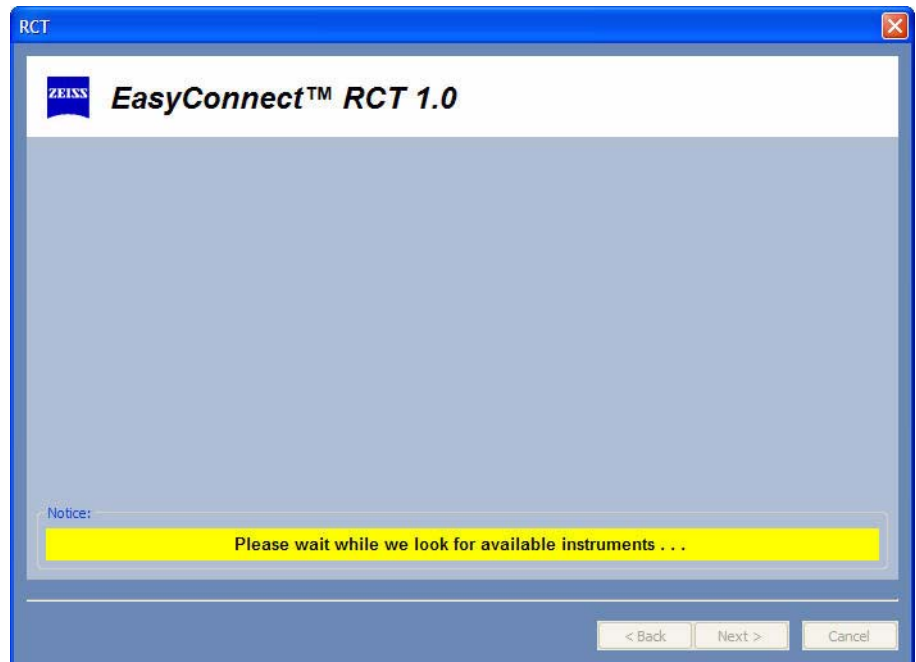 RCT
ZEISS
EasyConnect™ RCT 1.0
Notice:
Please wait while we look for available instruments . . .
< Back Next > Cancel